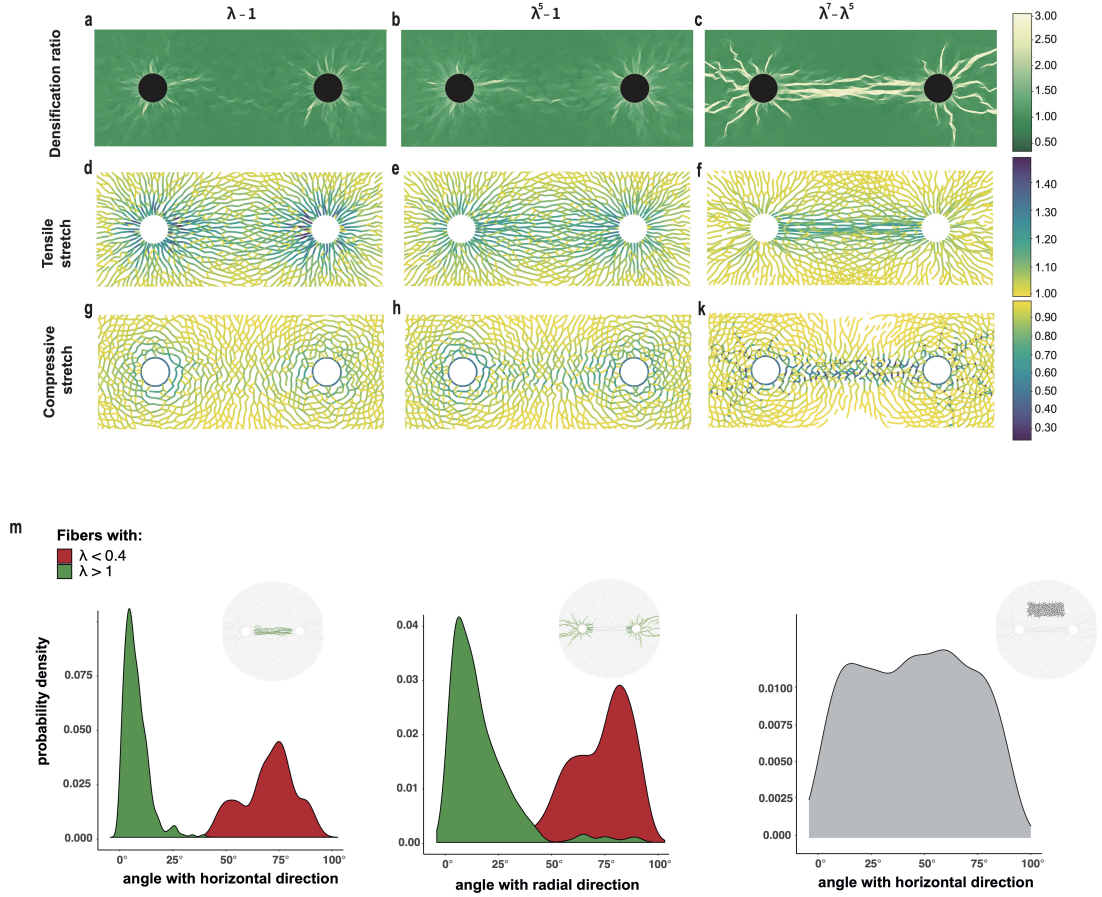 λ - 1
λ⁵ - 1
λ⁷- λ⁵
a
b
c
Densification ratio
3.00
2.50
2.00
1.50
1.00
0.50
d
e
f
Tensile
stretch
1.40
1.30
1.20
1.10
1.00
g
h
k
Compressive
stretch
0.90
0.80
0.70
0.60
0.50
0.40
0.30
m
Fibers with:
λ < 0.4
λ > 1
probability density
0.075
0.050
0.025
0.000
0° 25° 50° 75° 100°
angle with horizontal direction
0.04
0.03
0.02
0.01
0.00
0° 25° 50° 75° 100°
angle with radial direction
0.0100
0.0075
0.0050
0.0025
0.000
0° 25° 50° 75° 100°
angle with horizontal direction